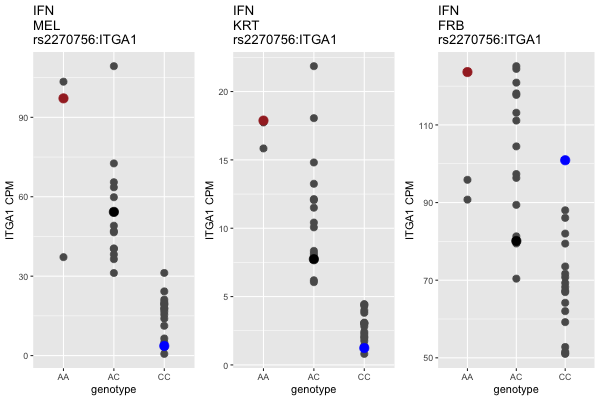 IFN
MEL
rs2270756:ITGA1
ITGA1 CPM
90
60
30
0
AA AC CC
genotype
IFN
KRT
rs2270756:ITGA1
ITGA1 CPM
20
15
10
5
0
AA AC CC
genotype
IFN
FRB
rs2270756:ITGA1
ITGA1 CPM
110
90
70
50
AA AC CC
genotype